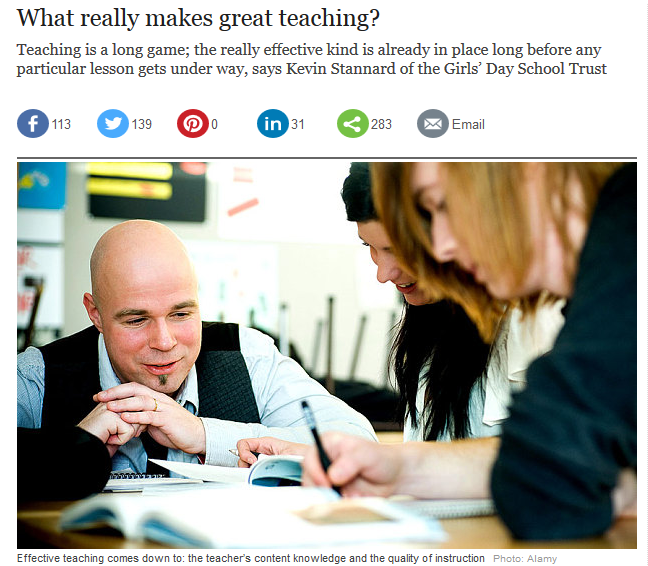 What really makes great teaching?
Teaching is a long game; the really effective kind is already in place long before any
particular lesson gets under way, says Kevin Stannard of the Girls’ Day School Trust
f 113 139 0 in 31 283 Email
Effective teaching comes down to: the teacher's content knowledge and the quality of instruction Photo: Alamy